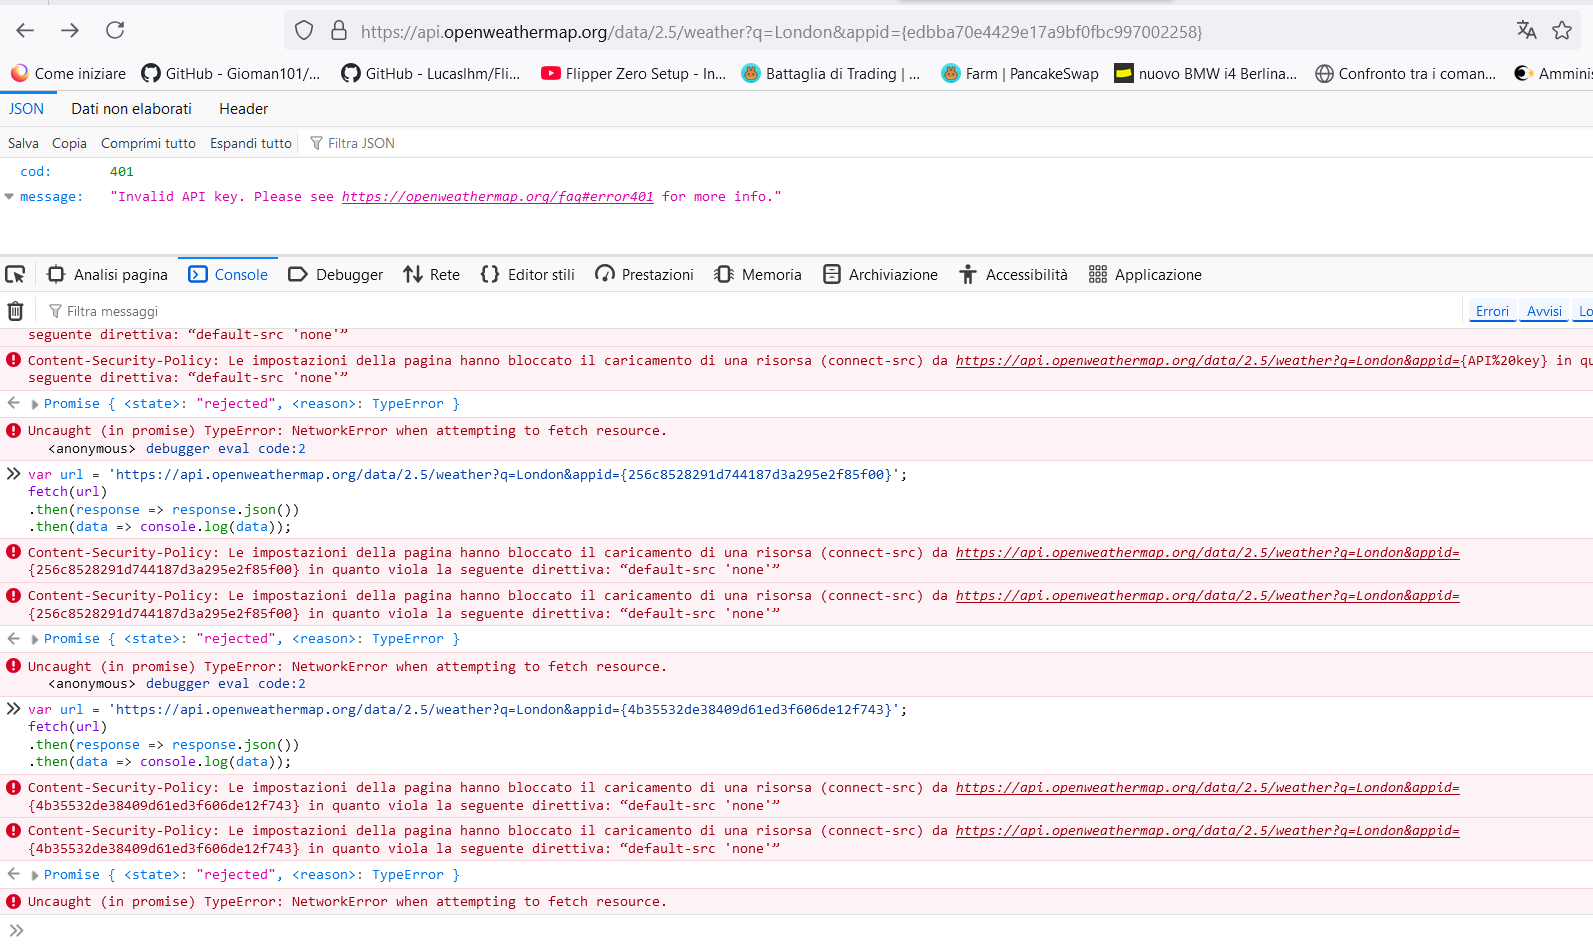 https://api.openweathermap.org/data/2.5/weather?q=London&appid={edbba70e4429e17a9bf0fbc997002258}
Come iniziare GitHub - Gioman101/... GitHub - Lucaslhm/Fli... Flipper Zero Setup - In... Battaglia di Trading | ... Farm | PancakeSwap nuovo BMW i4 Berlina... Confronto tra i coman... Amminis
JSON Dati non elaborati Header
Salva Copia Comprimi tutto Espandi tutto Filtra JSON
cod: 401
message: "Invalid API key. Please see https://openweathermap.org/faq#error401 for more info."
Analisi pagina Console Debugger Rete Editor stili Prestazioni Memoria Archiviazione Accessibilità Applicazione
Filtra messaggi Errori Avvisi Lo
seguente direttiva: “default-src 'none'”
Content-Security-Policy: Le impostazioni della pagina hanno bloccato il caricamento di una risorsa (connect-src) da https://api.openweathermap.org/data/2.5/weather?q=London&appid={API%20key} in qu
seguente direttiva: “default-src 'none'”
Promise { <state>: "rejected", <reason>: TypeError }
Uncaught (in promise) TypeError: NetworkError when attempting to fetch resource.
<anonymous> debugger eval code:2
var url = 'https://api.openweathermap.org/data/2.5/weather?q=London&appid={256c8528291d744187d3a295e2f85f00}';
fetch(url)
.then(response => response.json())
.then(data => console.log(data));
Content-Security-Policy: Le impostazioni della pagina hanno bloccato il caricamento di una risorsa (connect-src) da https://api.openweathermap.org/data/2.5/weather?q=London&appid=
{256c8528291d744187d3a295e2f85f00} in quanto viola la seguente direttiva: “default-src 'none'”
Content-Security-Policy: Le impostazioni della pagina hanno bloccato il caricamento di una risorsa (connect-src) da https://api.openweathermap.org/data/2.5/weather?q=London&appid=
{256c8528291d744187d3a295e2f85f00} in quanto viola la seguente direttiva: “default-src 'none'”
Promise { <state>: "rejected", <reason>: TypeError }
Uncaught (in promise) TypeError: NetworkError when attempting to fetch resource.
<anonymous> debugger eval code:2
var url = 'https://api.openweathermap.org/data/2.5/weather?q=London&appid={4b35532de38409d61ed3f606de12f743}';
fetch(url)
.then(response => response.json())
.then(data => console.log(data));
Content-Security-Policy: Le impostazioni della pagina hanno bloccato il caricamento di una risorsa (connect-src) da https://api.openweathermap.org/data/2.5/weather?q=London&appid=
{4b35532de38409d61ed3f606de12f743} in quanto viola la seguente direttiva: “default-src 'none'”
Content-Security-Policy: Le impostazioni della pagina hanno bloccato il caricamento di una risorsa (connect-src) da https://api.openweathermap.org/data/2.5/weather?q=London&appid=
{4b35532de38409d61ed3f606de12f743} in quanto viola la seguente direttiva: “default-src 'none'”
Promise { <state>: "rejected", <reason>: TypeError }
Uncaught (in promise) TypeError: NetworkError when attempting to fetch resource.